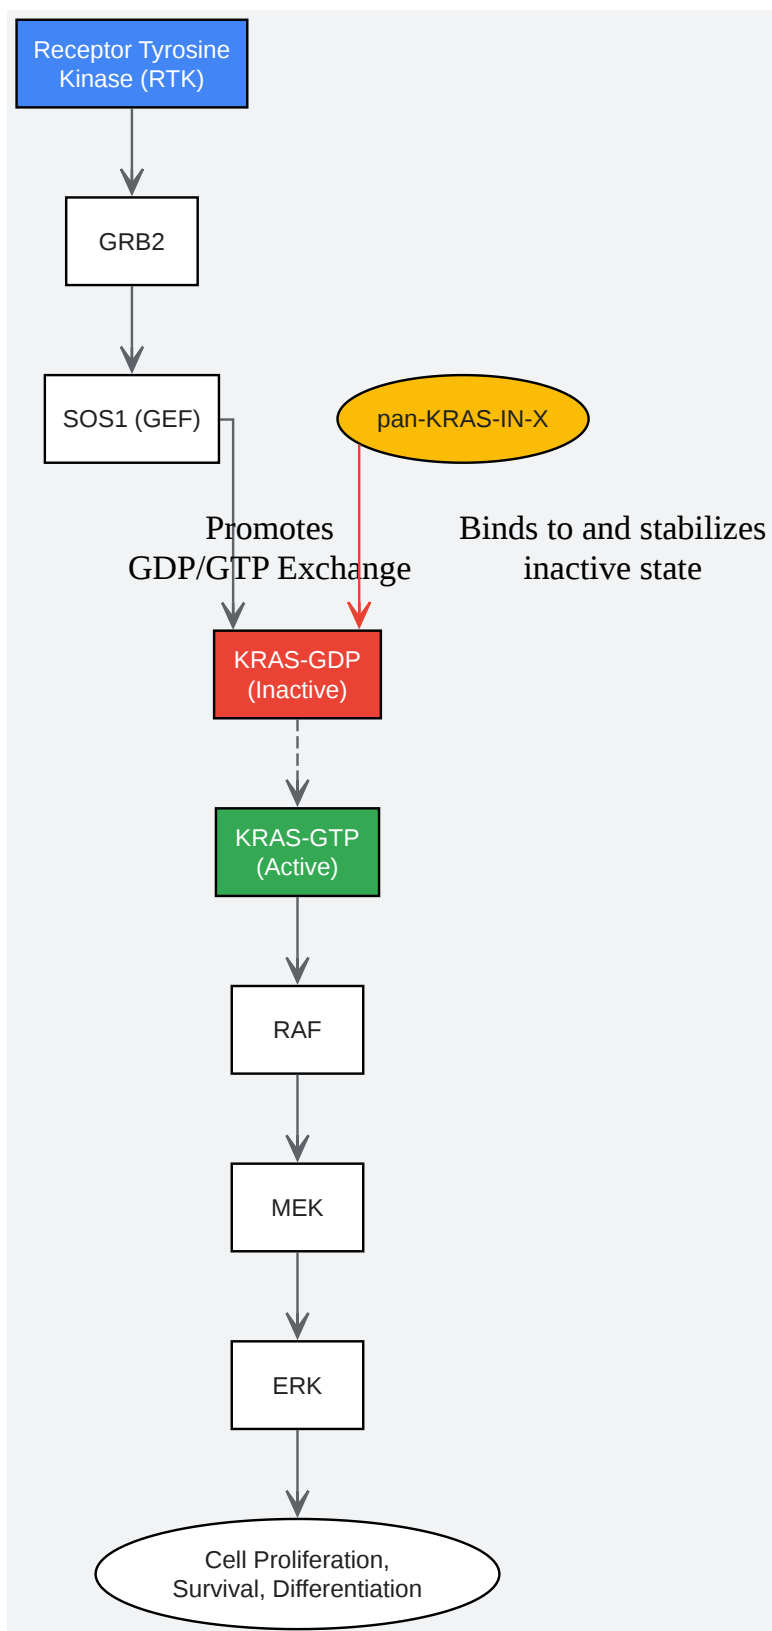 Receptor Tyrosine
Kinase (RTK)
GRB2
SOS1 (GEF)
pan-KRAS-IN-X
Promotes
GDP/GTP Exchange
Binds to and stabilizes
inactive state
KRAS-GDP
(Inactive)
KRAS-GTP
(Active)
RAF
MEK
ERK
Cell Proliferation,
Survival, Differentiation